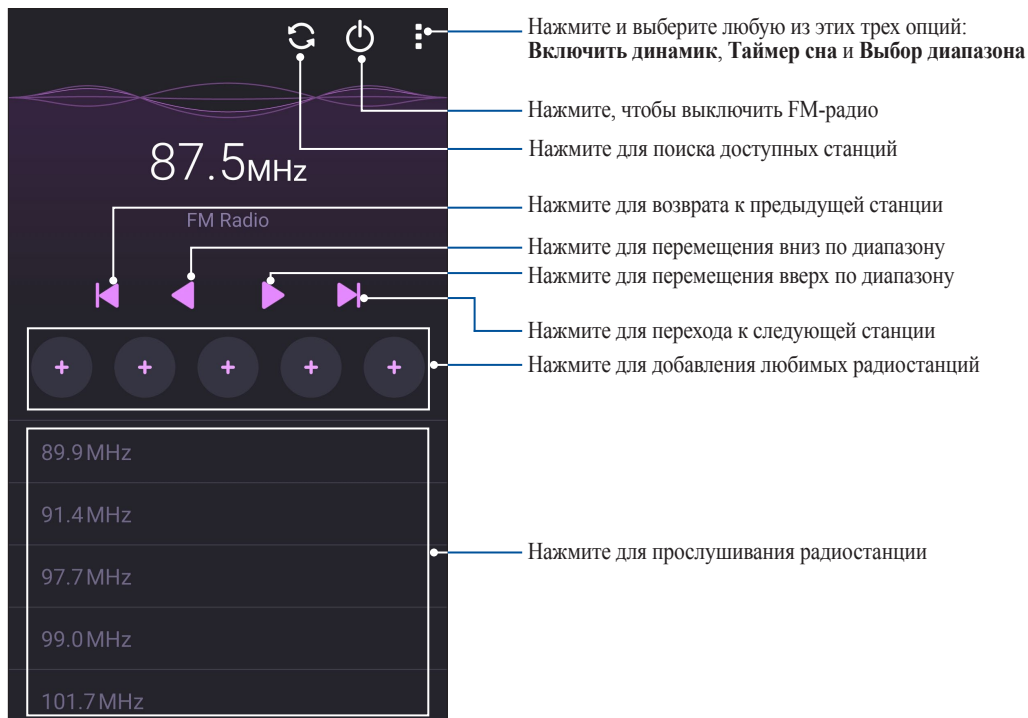 Нажмите и выберите любую из этих трех опций:
Включить динамик, Таймер сна и Выбор диапазона
Нажмите, чтобы выключить FM-радио
Нажмите для поиска доступных станций
87.5MHz
FM Radio
Нажмите для возврата к предыдущей станции
Нажмите для перемещения вниз по диапазону
Нажмите для перемещения вверх по диапазону
Нажмите для перехода к следующей станции
Нажмите для добавления любимых радиостанций
89.9MHz
91.4MHz
Нажмите для прослушивания радиостанции
97.7MHz
99.0MHz
101.7MHz